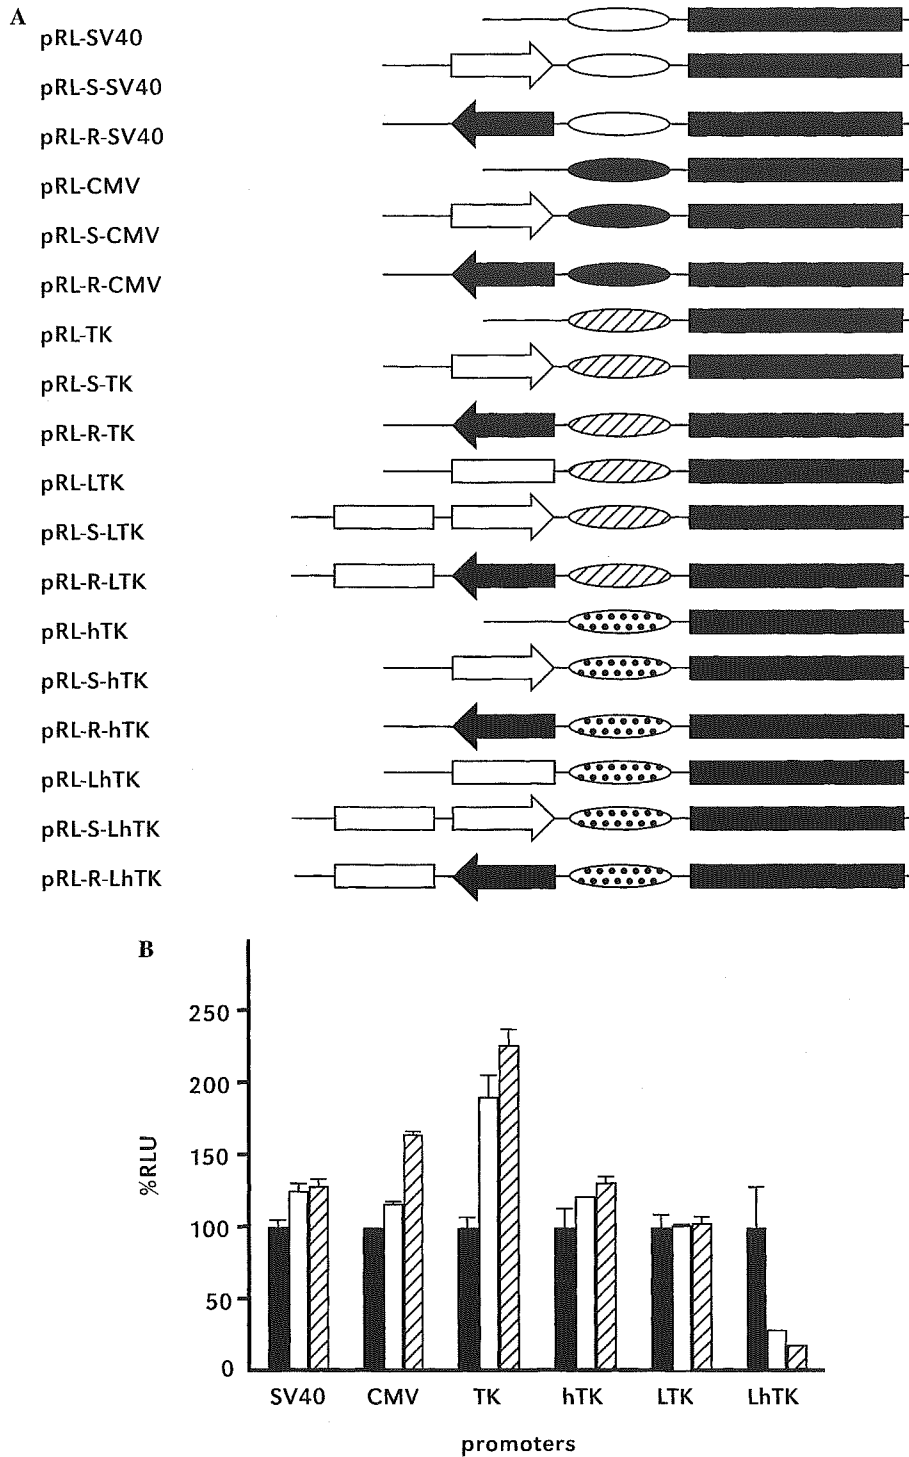 A
pRL-SV40
pRL-S-SV40
pRL-R-SV40
pRL-CMV
pRL-S-CMV
pRL-R-CMV
pRL-TK
pRL-S-TK
pRL-R-TK
pRL-LTK
pRL-S-LTK
pRL-R-LTK
pRL-hTK
pRL-S-hTK
pRL-R-hTK
pRL-LhTK
pRL-S-LhTK
pRL-R-LhTK
B
250
200
150
100
50
0
%RLU
SV40 CMV TK hTK LTK LhTK
promoters